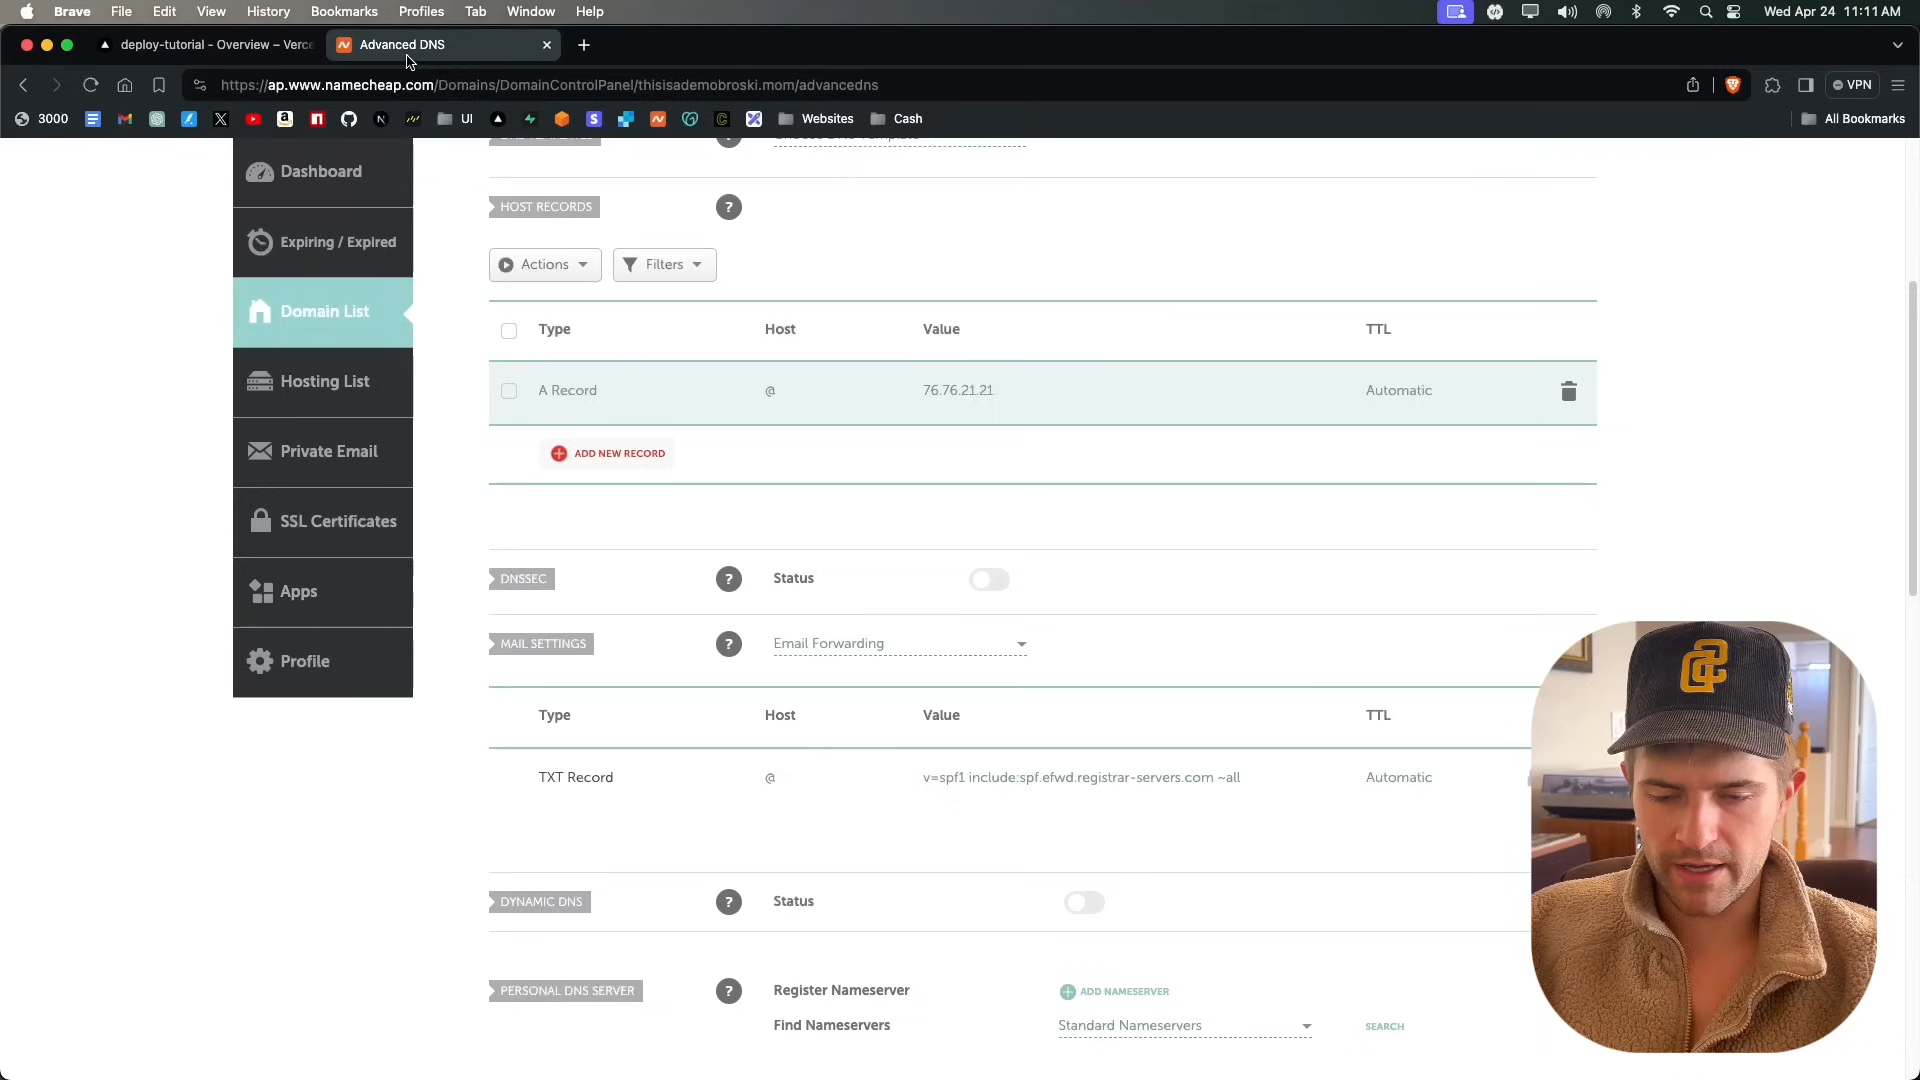 Brave File Edit View History Bookmarks Profiles Tab Window Help Wed Apr 24 11:11 AM
deploy-tutorial - Overview – Verce Advanced DNS
https://ap.www.namecheap.com/Domains/DomainControlPanel/thisisademobroski.mom/advanceddns VPN
3000 UI Websites Cash All Bookmarks
Dashboard
Expiring / Expired
Domain List
Hosting List
Private Email
SSL Certificates
Apps
Profile
HOST RECORDS ?
Actions Filters
Type Host Value TTL
A Record @ 76.76.21.21 Automatic
ADD NEW RECORD
DNSSEC ? Status
MAIL SETTINGS ? Email Forwarding
Type Host Value TTL
TXT Record @ v=spf1 include:spf.efwd.registrar-servers.com ~all Automatic
DYNAMIC DNS ? Status
PERSONAL DNS SERVER ? Register Nameserver ADD NAMESERVER
Find Nameservers Standard Nameservers SEARCH